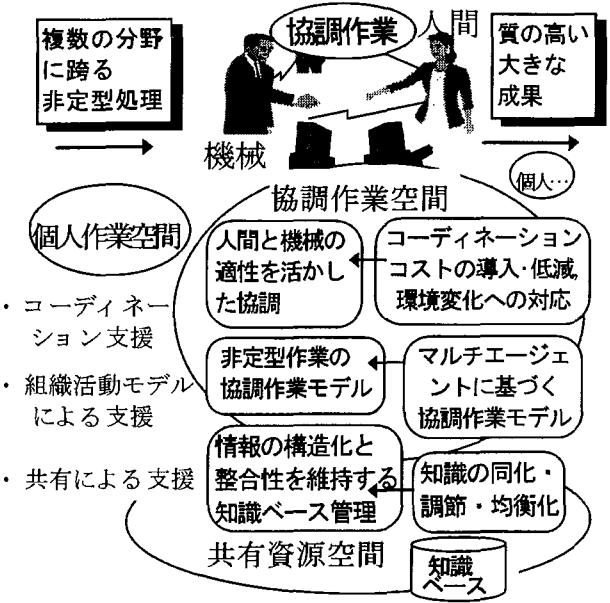 複数の分野
に跨る
非定型処理
協調作業
人間
質の高い
大きな
成果
機械
個人…
個人作業空間
協調作業空間
人間と機械の
適性を活かし
た協調
コーディネーション
コストの導入・低減,
環境変化への対応
・コーディネー
ション支援
非定型作業の
協調作業モデル
マルチエージェ
ントに基づく
協調作業モデル
・組織活動モデル
による支援
情報の構造化と
整合性を維持する
知識ベース管理
知識の同化・
調節・均衡化
・共有による支援
共有資源空間
知識
ベース